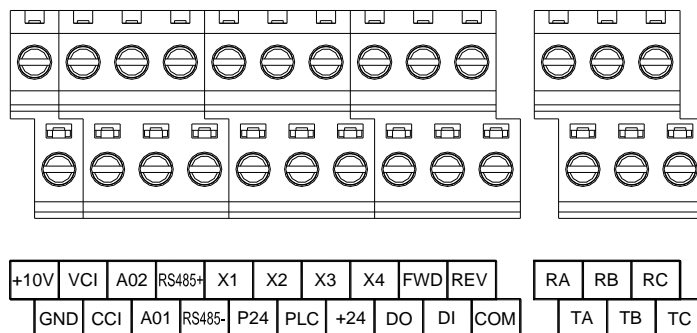 +10V VCI A02 RS485+ X1 X2 X3 X4 FWD REV RA RB RC
GND CCI A01 RS485- P24 PLC +24 DO DI COM TA TB TC